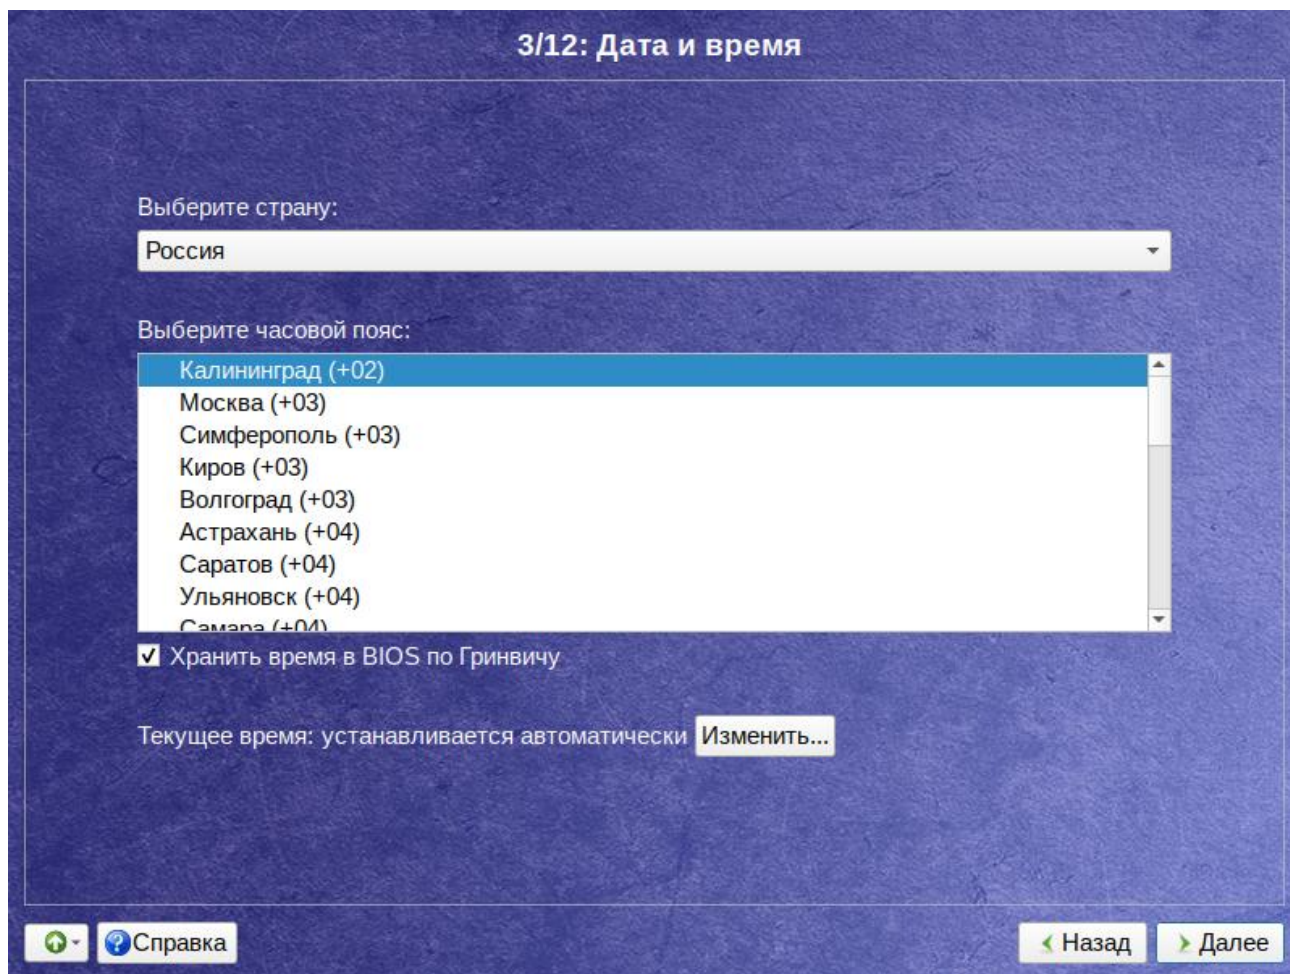 3/12: Дата и время
Выберите страну:
Россия
Выберите часовой пояс:
Калининград (+02)
Москва (+03)
Симферополь (+03)
Киров (+03)
Волгоград (+03)
Астрахань (+04)
Саратов (+04)
Ульяновск (+04)
Самара (+04)
Хранить время в BIOS по Гринвичу
Текущее время: устанавливается автоматически Изменить...
Справка Назад Далее